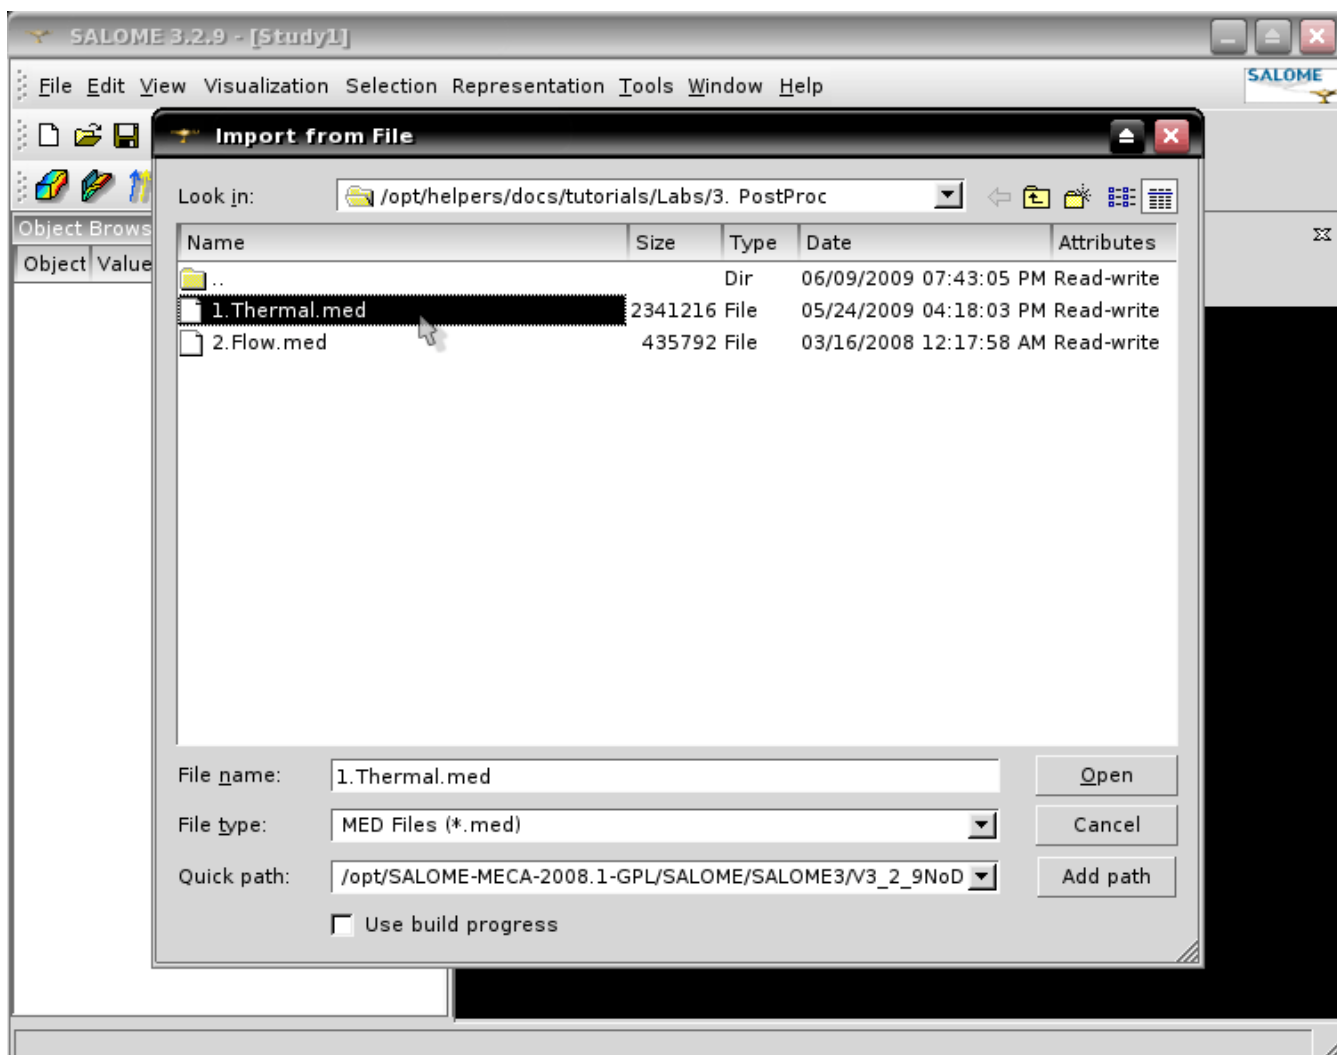 SALOME 3.2.9 - [Study1]
File Edit View Visualization Selection Representation Tools Window Help
SALOME
Import from File
Look in: /opt/helpers/docs/tutorials/Labs/3. PostProc
Object Brows
Name Size Type Date Attributes
Object Value
.. Dir 06/09/2009 07:43:05 PM Read-write
1.Thermal.med 2341216 File 05/24/2009 04:18:03 PM Read-write
2.Flow.med 435792 File 03/16/2008 12:17:58 AM Read-write
File name: 1.Thermal.med Open
File type: MED Files (*.med) Cancel
Quick path: /opt/SALOME-MECA-2008.1-GPL/SALOME/SALOME3/V3_2_9NoD Add path
Use build progress